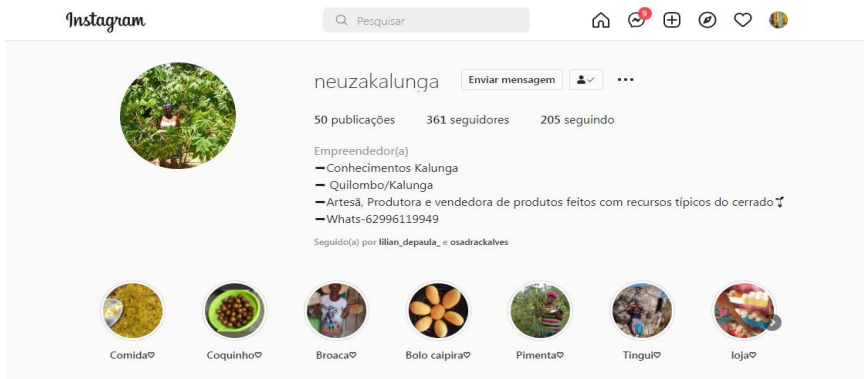 Instagram
Pesquisar
9
neuzakalunga Enviar mensagem
50 publicações 361 seguidores 205 seguindo
Empreendedor(a)
➖Conhecimentos Kalunga
➖ Quilombo/Kalunga
➖Artesã, Produtora e vendedora de produtos feitos com recursos típicos do cerrado
➖Whats-62996119949
Seguido(a) por lilian_depaula_ e osadrackalves
Comida♡ Coquinho♡ Broaca♡ Bolo caipira♡ Pimenta♡ Tingui♡ loja♡